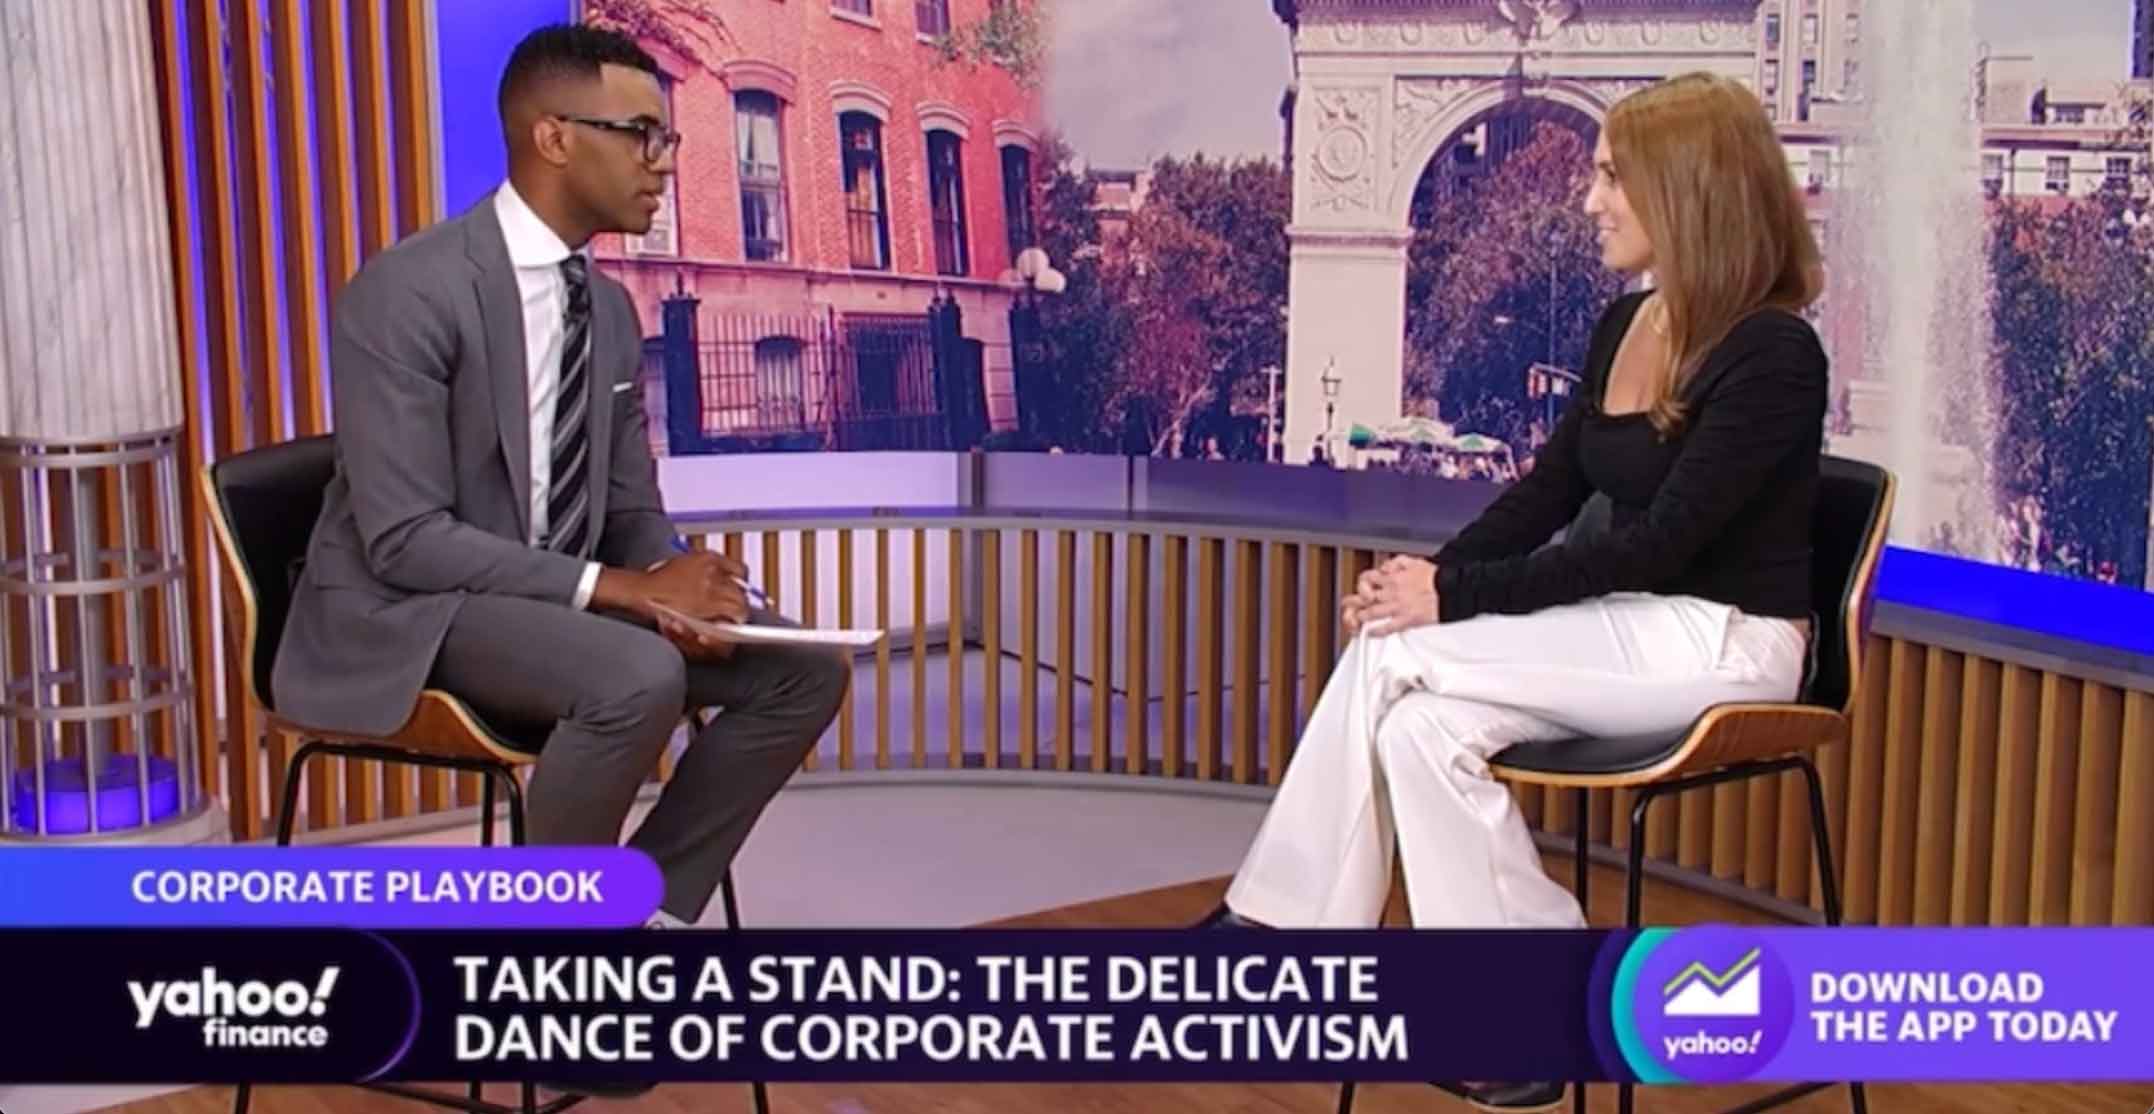 CORPORATE PLAYBOOK
yahoo!
finance
TAKING A STAND: THE DELICATE
DANCE OF CORPORATE ACTIVISM
yahoo!
DOWNLOAD
THE APP TODAY